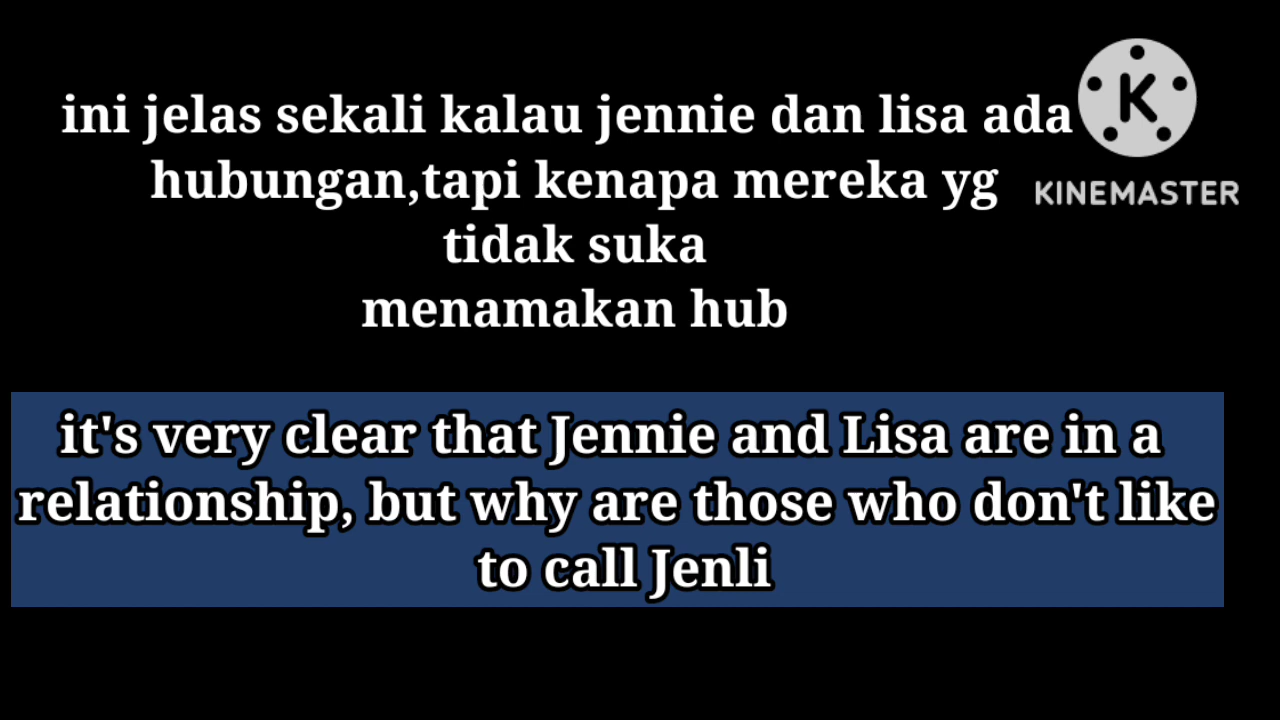 ini jelas sekali kalau jennie dan lisa ada
hubungan,tapi kenapa mereka yg
tidak suka
menamakan hub
K
KINEMASTER
it's very clear that Jennie and Lisa are in a
relationship, but why are those who don't like
to call Jenli